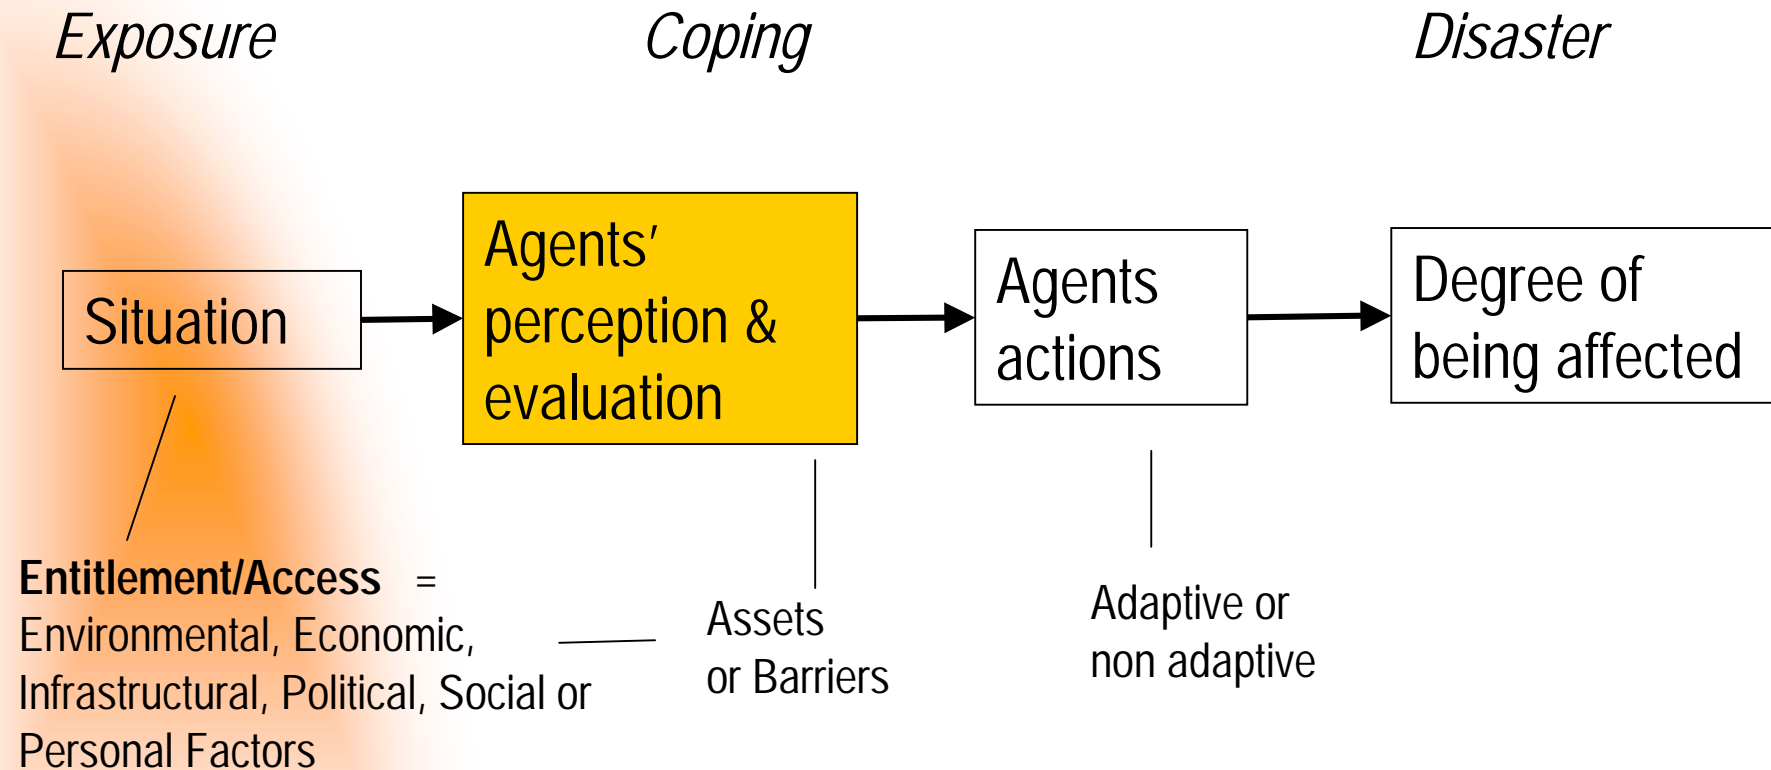 Exposure
Coping
Disaster
Situation
Agents’
perception &
evaluation
Agents
actions
Degree of
being affected
Entitlement/Access =
Environmental, Economic,
Infrastructural, Political, Social or
Personal Factors
Assets
or Barriers
Adaptive or
non adaptive